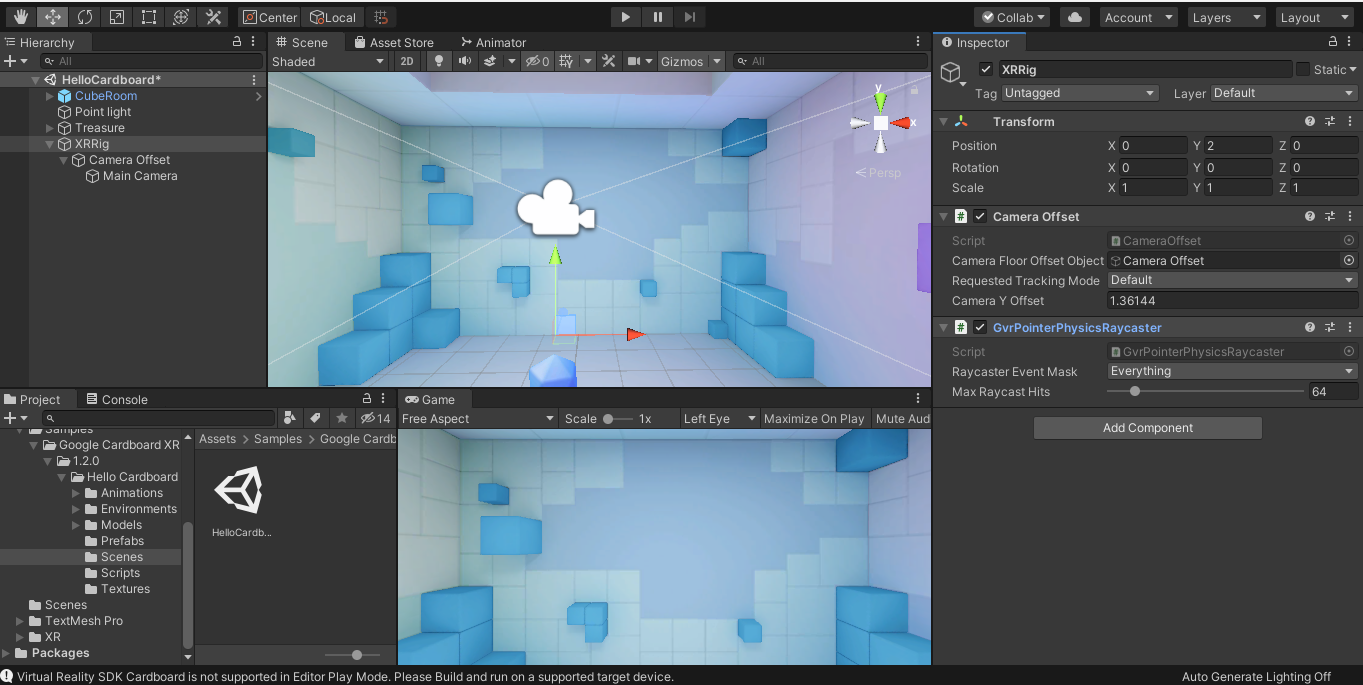 Center Local Collab Account Layers Layout
Hierarchy
All
HelloCardboard*
CubeRoom
Point light
Treasure
XRRig
Camera Offset
Main Camera
Scene Asset Store Animator
Shaded 2D 0 Gizmos All
y
x
Persp
Inspector
XRRig Static
Tag Untagged Layer Default
Transform
Position X 0 Y 2 Z 0
Rotation X 0 Y 0 Z 0
Scale X 1 Y 1 Z 1
# Camera Offset
Script CameraOffset
Camera Floor Offset Object Camera Offset
Requested Tracking Mode Default
Camera Y Offset 1.36144
# GvrPointerPhysicsRaycaster
Script GvrPointerPhysicsRaycaster
Raycaster Event Mask Everything
Max Raycast Hits 64
Add Component
Project Console
14
Samples
Google Cardboard XR
1.2.0
Hello Cardboard
Animations
Environments
Models
Prefabs
Scenes
Scripts
Textures
Scenes
TextMesh Pro
XR
Packages
Assets > Samples > Google Cardb
HelloCardb...
Game
Free Aspect Scale 1x Left Eye Maximize On Play Mute Aud
Virtual Reality SDK Cardboard is not supported in Editor Play Mode. Please Build and run on a supported target device.
Auto Generate Lighting Off